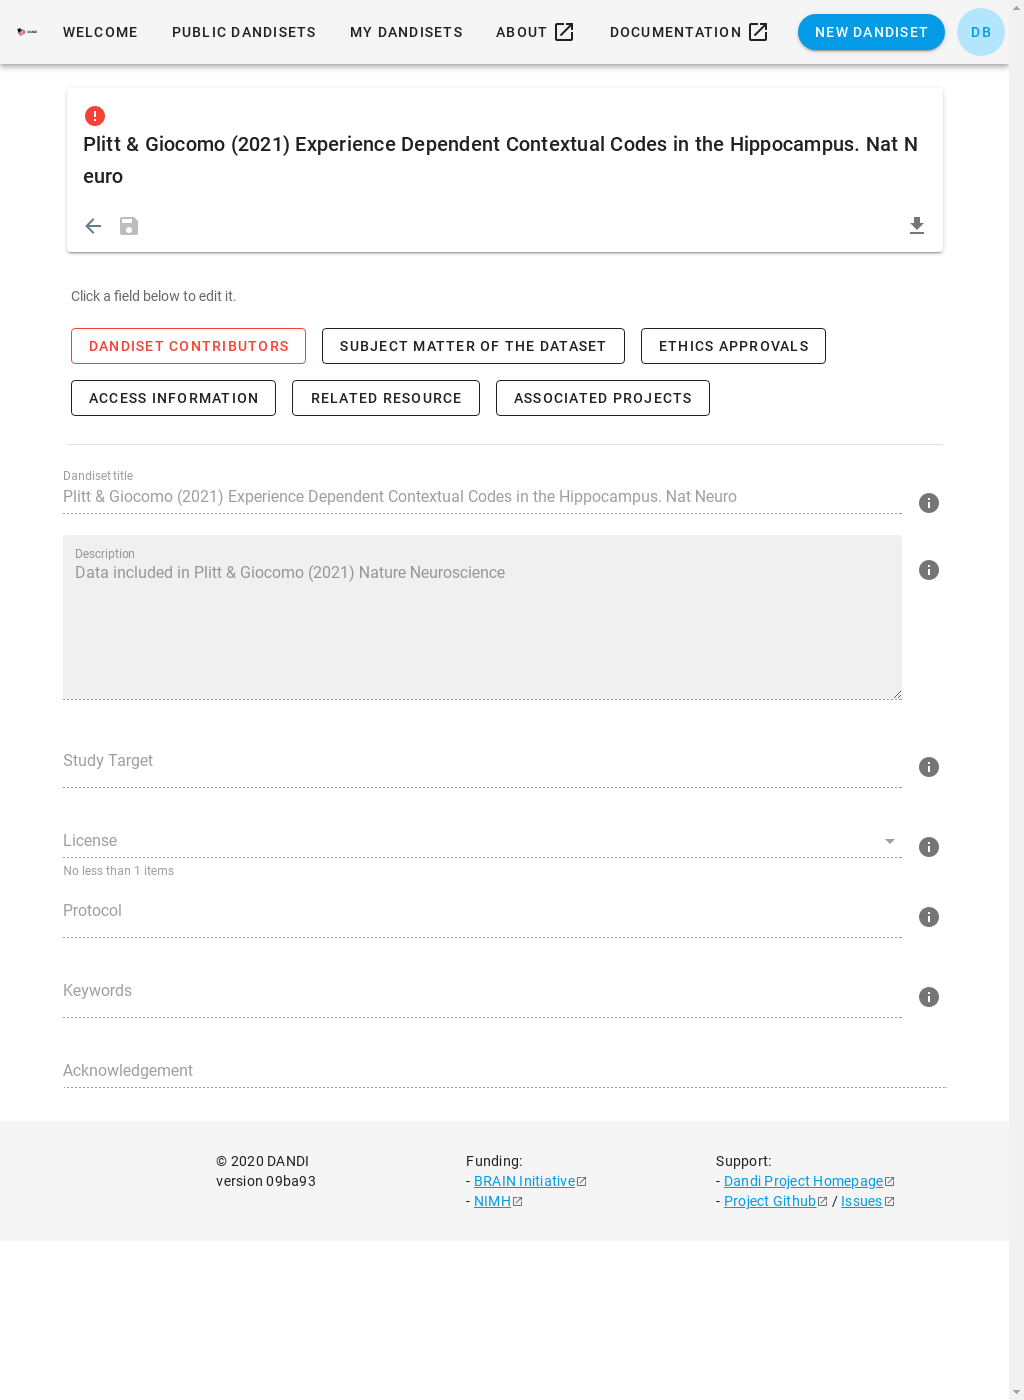 WELCOME PUBLIC DANDISETS MY DANDISETS ABOUT DOCUMENTATION NEW DANDISET DB
Plitt & Giocomo (2021) Experience Dependent Contextual Codes in the Hippocampus. Nat N
euro
Click a field below to edit it.
DANDISET CONTRIBUTORS SUBJECT MATTER OF THE DATASET ETHICS APPROVALS
ACCESS INFORMATION RELATED RESOURCE ASSOCIATED PROJECTS
Dandiset title
Plitt & Giocomo (2021) Experience Dependent Contextual Codes in the Hippocampus. Nat Neuro
Description
Data included in Plitt & Giocomo (2021) Nature Neuroscience
Study Target
License
No less than 1 items
Protocol
Keywords
Acknowledgement
© 2020 DANDI
version 09ba93
Funding:
- BRAIN Initiative
- NIMH
Support:
- Dandi Project Homepage
- Project Github / Issues